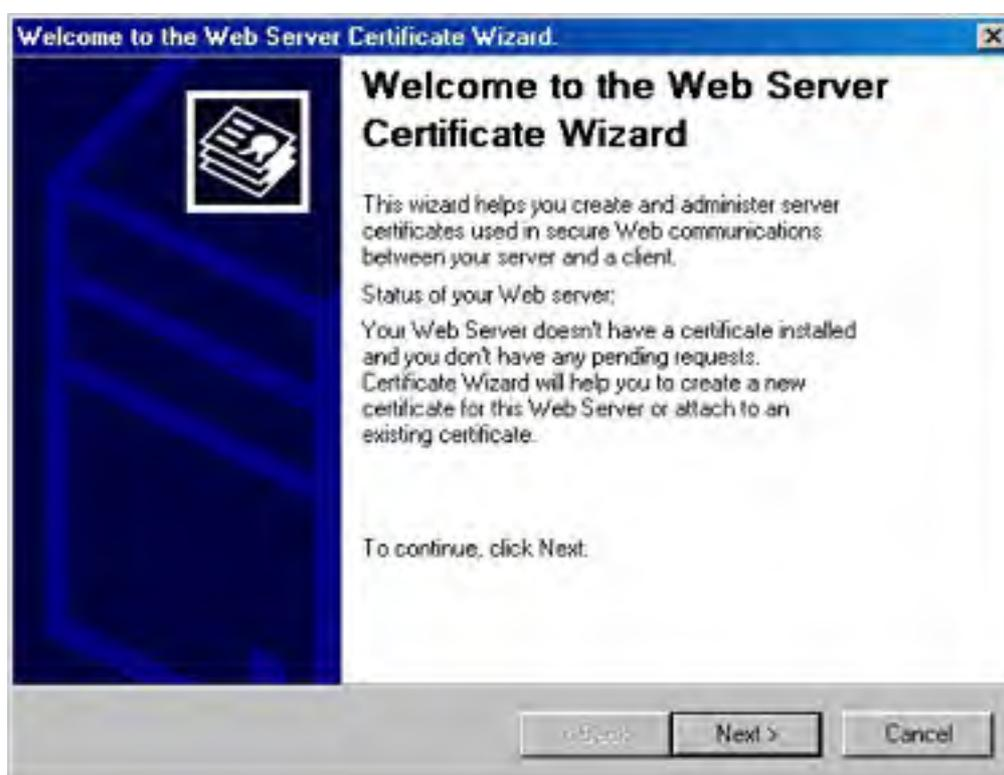 Welcome to the Web Server Certificate Wizard.
Welcome to the Web Server
Certificate Wizard
This wizard helps you create and administer server
certificates used in secure Web communications
between your server and a client.
Status of your Web server:
Your Web Server doesn't have a certificate installed
and you don't have any pending requests.
Certificate Wizard will help you to create a new
certificate for this Web Server or attach to an
existing certificate.
To continue, click Next.
< Back
Next >
Cancel